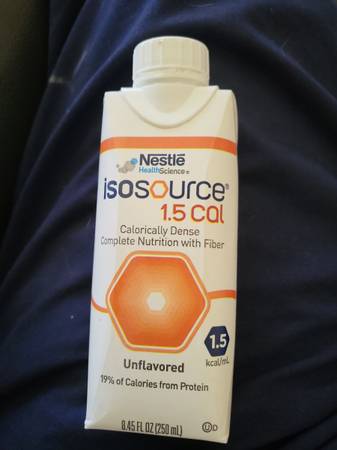 Nestlé
HealthScience®
isosource®
1.5 cal
Calorically Dense
Complete Nutrition with Fiber
1.5
kcal/mL
Unflavored
19% of Calories from Protein
8.45 FL OZ (250 mL)
U D